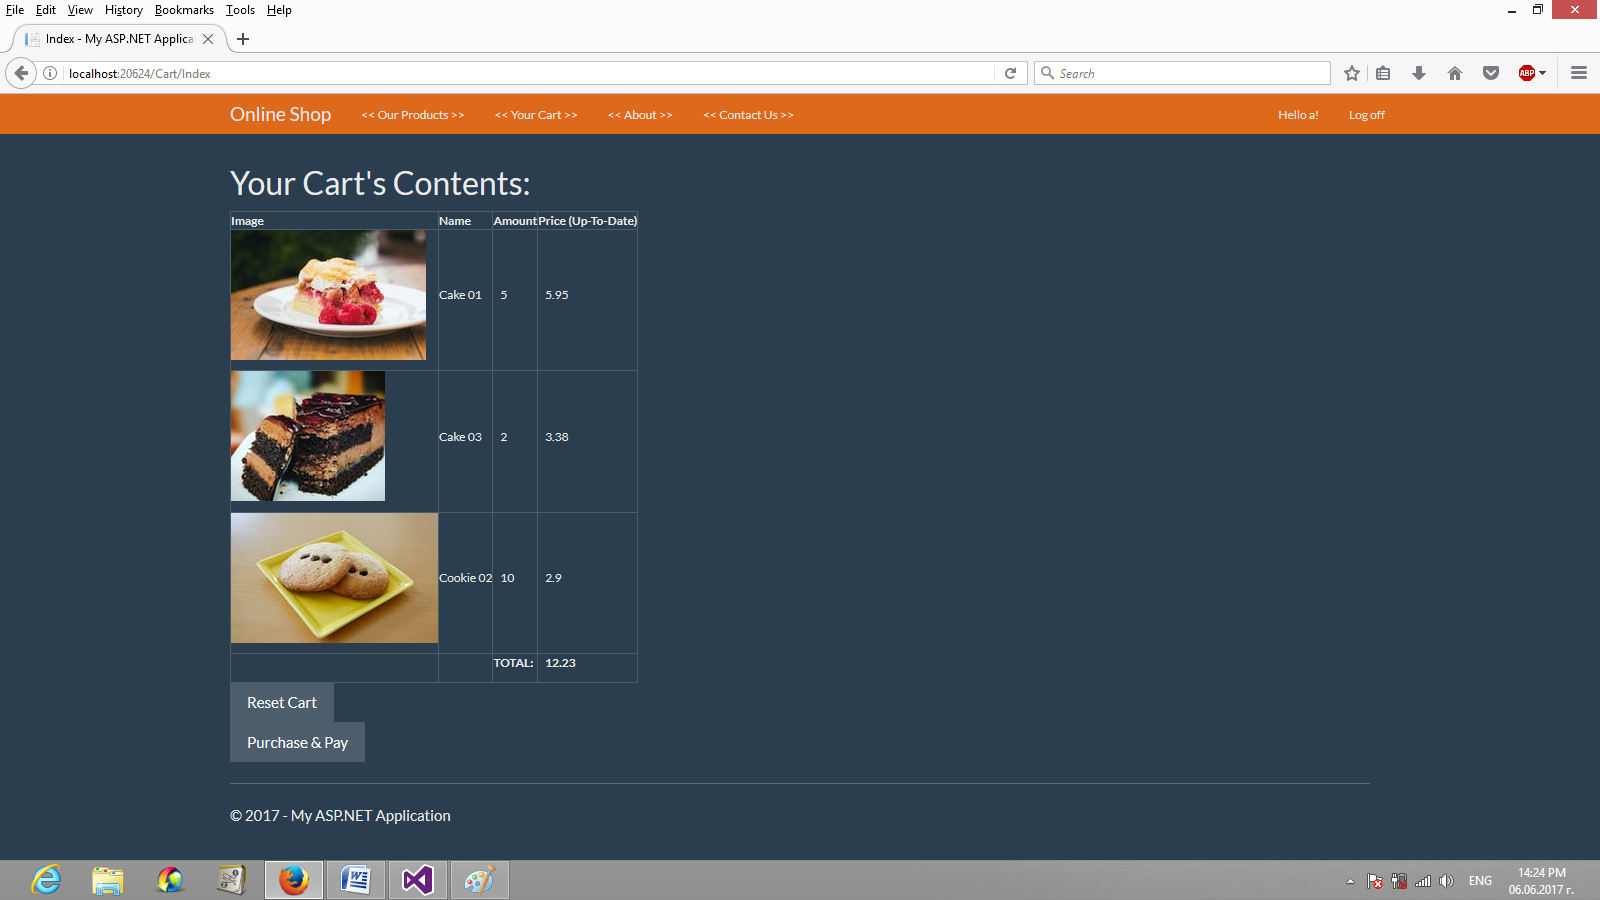 File Edit View History Bookmarks Tools Help
Index - My ASP.NET Applica
localhost:20624/Cart/Index
Search
ABP
Online Shop << Our Products >> << Your Cart >> << About >> << Contact Us >> Hello a! Log off
Your Cart's Contents:
Image Name Amount Price (Up-To-Date)
Cake 01 5 5.95
Cake 03 2 3.38
Cookie 02 10 2.9
TOTAL: 12.23
Reset Cart
Purchase & Pay
© 2017 - My ASP.NET Application
ENG
14:24 PM
06.06.2017 г.